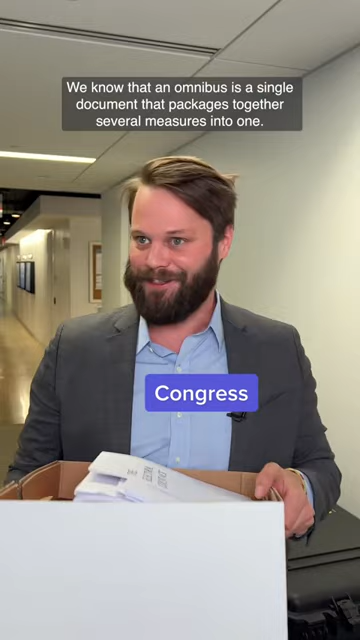 We know that an omnibus is a single
document that packages together
several measures into one.
Congress